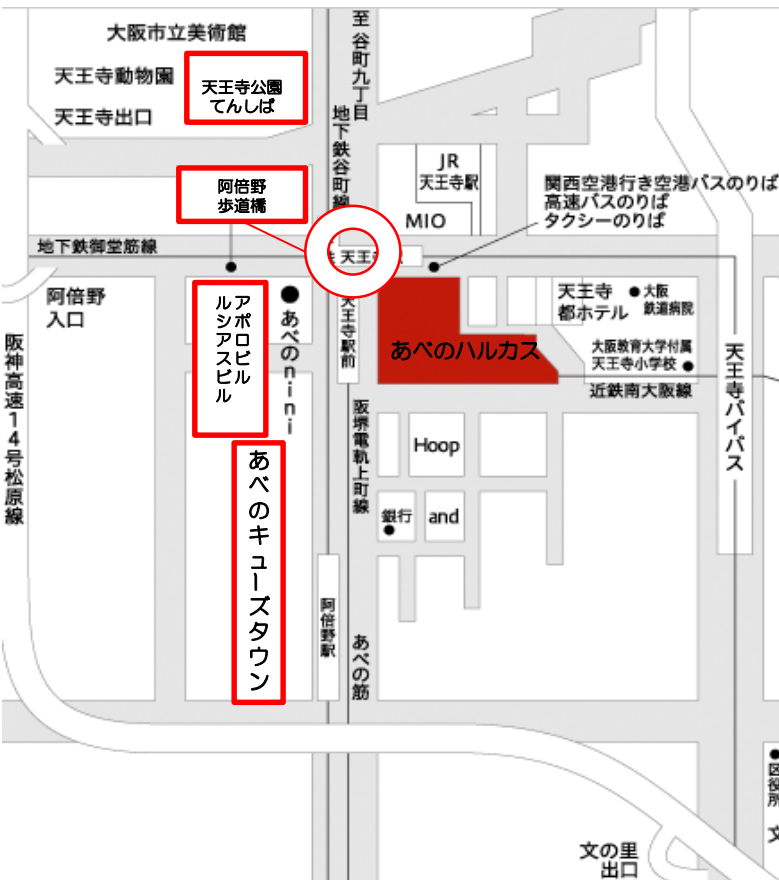 大阪市立美術館
天王寺動物園
天王寺公園
てんしば
天王寺出口
至 谷町九丁目
地下鉄谷町線
JR
天王寺駅
MIO
関西空港行き空港バスのりば
高速バスのりば
タクシーのりば
阿倍野
歩道橋
地下鉄御堂筋線
天王
阿倍野
入口
アポロビル
ルシアスビル
あべのnini
天王寺駅前
あべのハルカス
天王寺
都ホテル
大阪
鉄道病院
大阪教育大学付属
天王寺小学校
近鉄南大阪線
天王寺バイパス
阪神高速14号松原線
阪堺電軌上町線
Hoop
銀行
and
あべのキューズタウン
阿倍野駅
あべの筋
区役所
文
文の里
出口